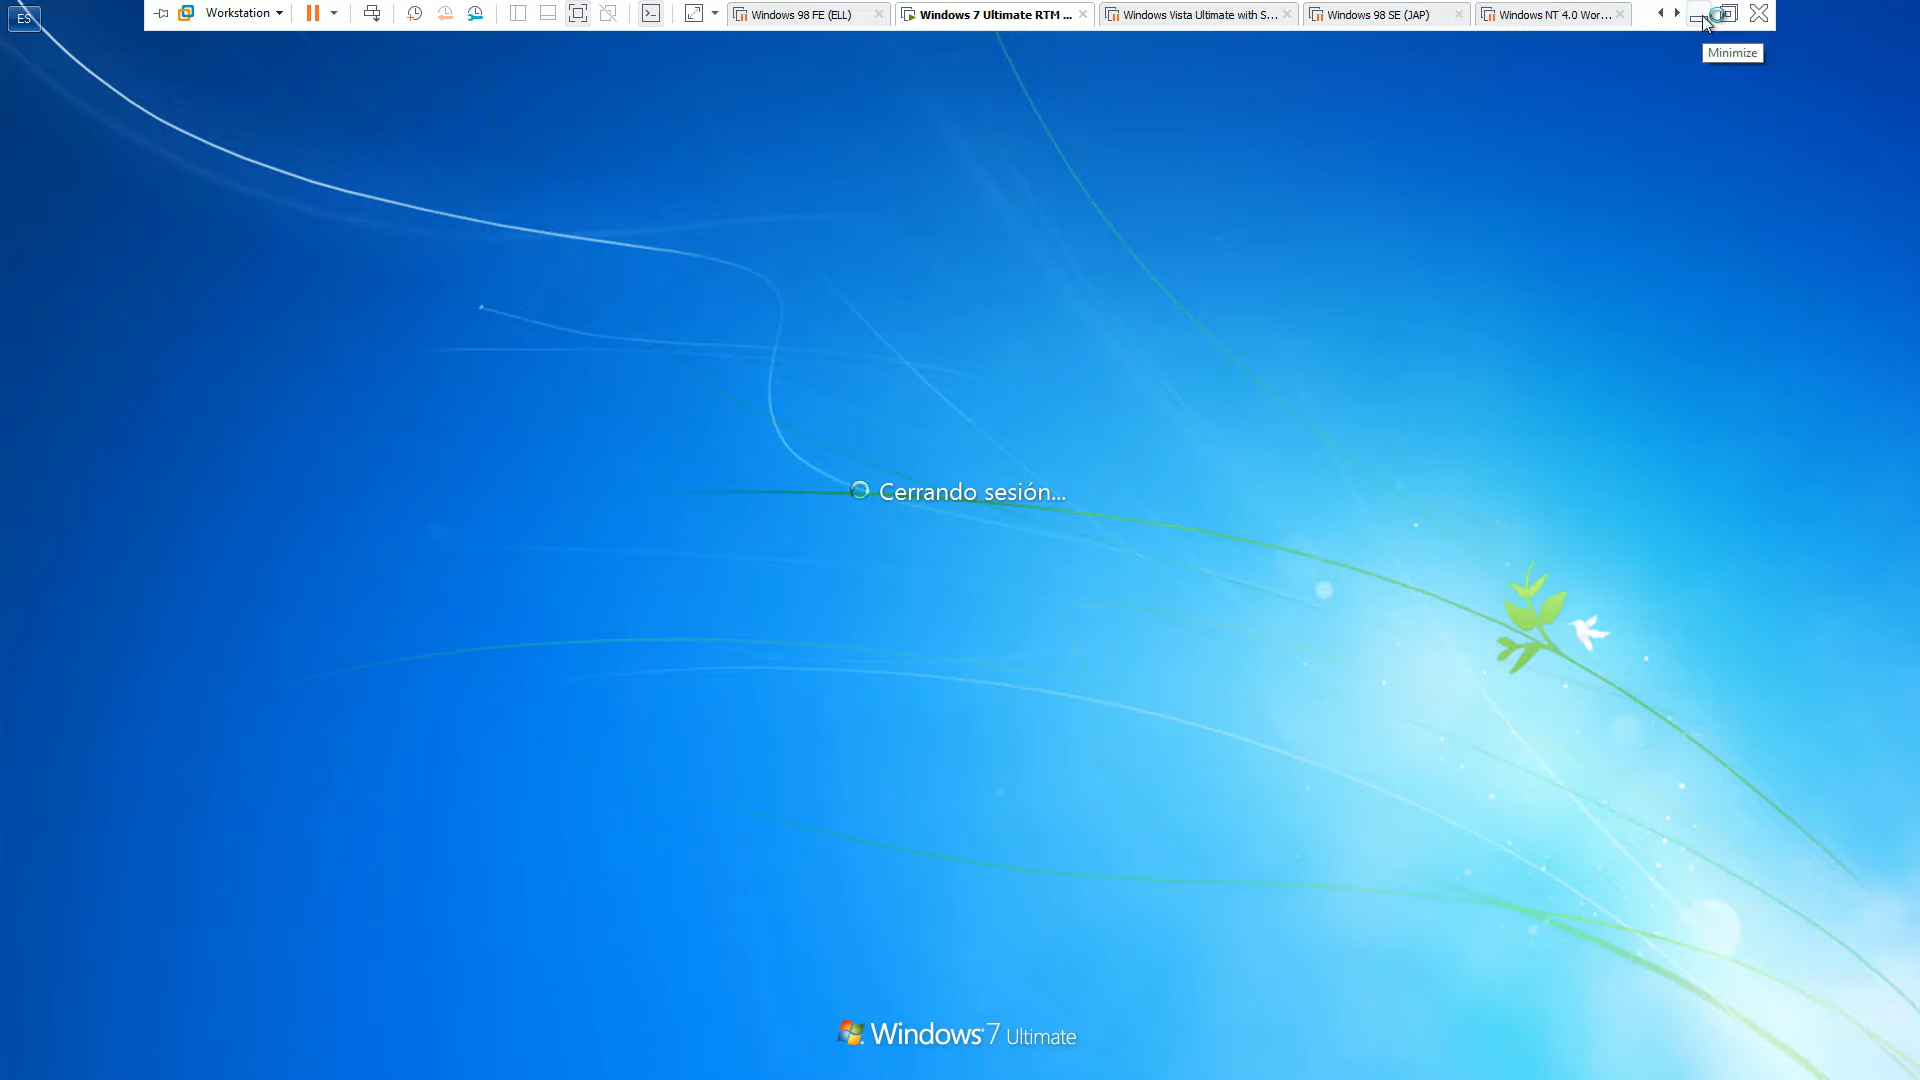 ES
Workstation
Windows 98 FE (ELL)
Windows 7 Ultimate RTM ...
Windows Vista Ultimate with S...
Windows 98 SE (JAP)
Windows NT 4.0 Wor...
Minimize
Cerrando sesión...
Windows 7 Ultimate